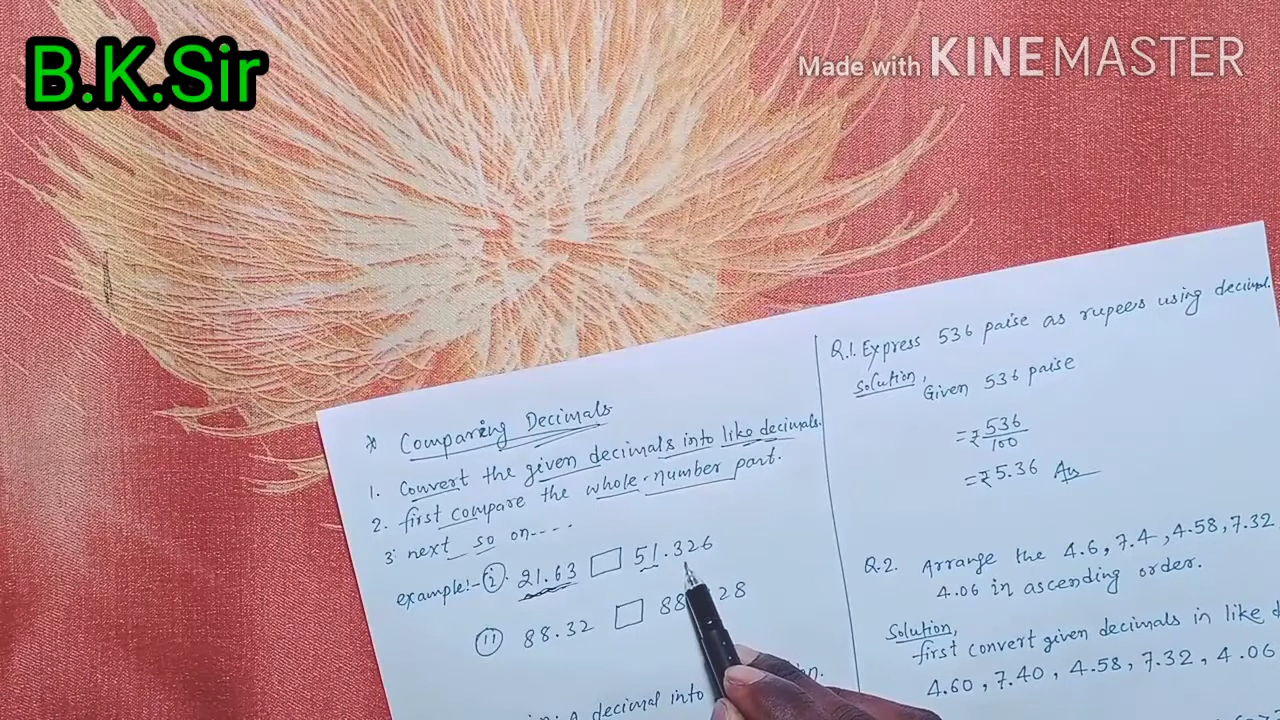 B.K.Sir
Made with KINEMASTER
* Comparing Decimals
1. Convert the given decimals into like decimals.
2. first compare the whole-number part.
3. next so on----
example:- (i). 21.63 □ 51.326
(ii) 88.32 □ 88 28
a decimal into
Q.1. Express 536 paise as rupees using decimal.
Solution,
Given 536 paise
= ₹ 536/100
= ₹ 5.36 Ans
Q.2. Arrange the 4.6, 7.4, 4.58, 7.32
4.06 in ascending order.
Solution,
first convert given decimals in like d
4.60, 7.40, 4.58, 7.32, 4.06